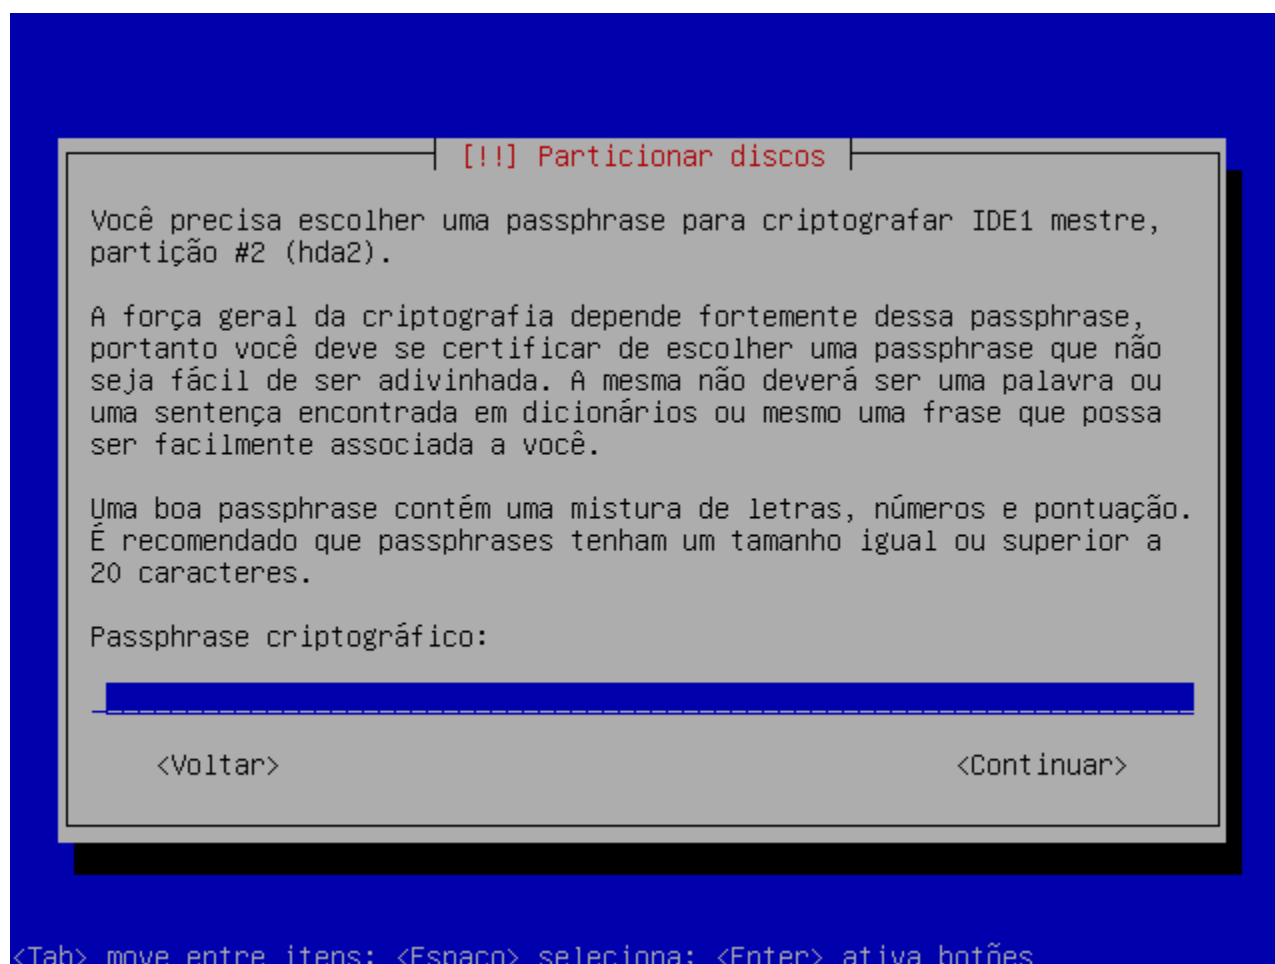 [!!] Particionar discos
Você precisa escolher uma passphrase para criptografar IDE1 mestre,
partição #2 (hda2).
A força geral da criptografia depende fortemente dessa passphrase,
portanto você deve se certificar de escolher uma passphrase que não
seja fácil de ser adivinhada. A mesma não deverá ser uma palavra ou
uma sentença encontrada em dicionários ou mesmo uma frase que possa
ser facilmente associada a você.
Uma boa passphrase contém uma mistura de letras, números e pontuação.
É recomendado que passphrases tenham um tamanho igual ou superior a
20 caracteres.
Passphrase criptográfico:
<Voltar> <Continuar>
<Tab> move entre itens; <Espaço> seleciona; <Enter> ativa botões